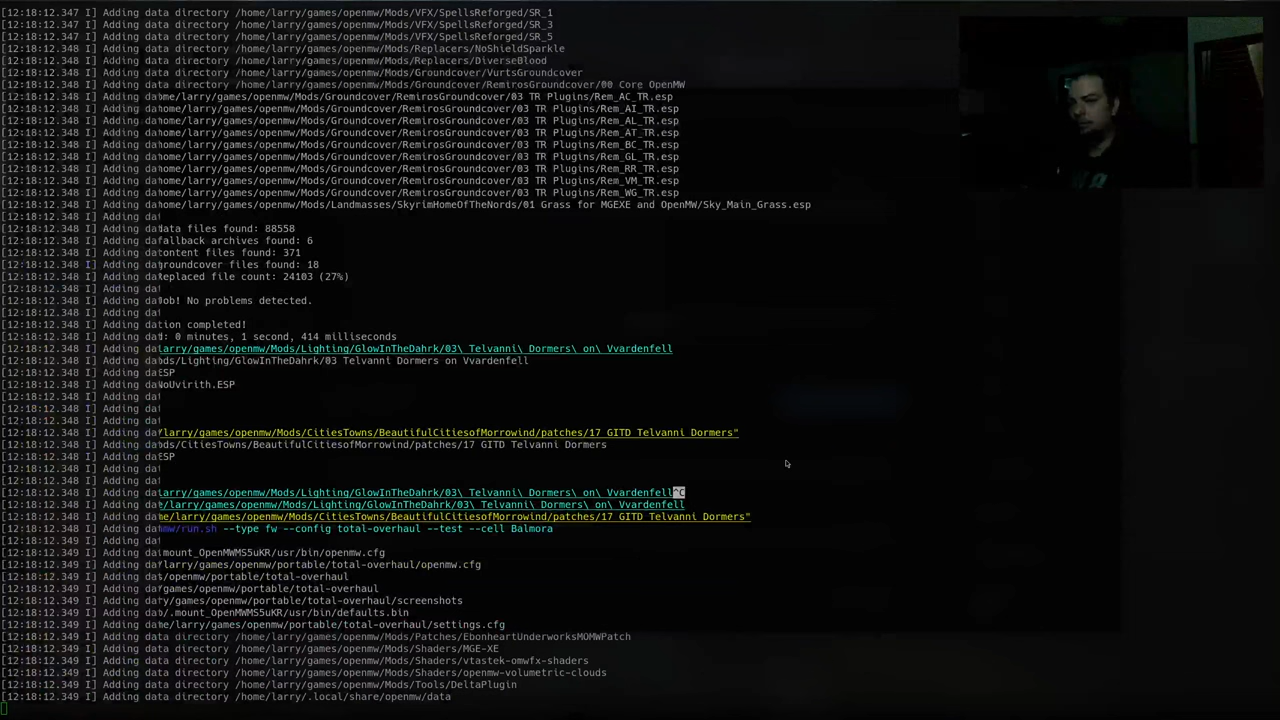 [12:18:12.347 I] Adding data directory /home/larry/games/openmw/Mods/VFX/SpellsReforged/SR_1
[12:18:12.347 I] Adding data directory /home/larry/games/openmw/Mods/VFX/SpellsReforged/SR_3
[12:18:12.347 I] Adding data directory /home/larry/games/openmw/Mods/VFX/SpellsReforged/SR_5
[12:18:12.348 I] Adding data directory /home/larry/games/openmw/Mods/Replacers/NoShieldSparkle
[12:18:12.348 I] Adding data directory /home/larry/games/openmw/Mods/Replacers/DiverseBlood
[12:18:12.348 I] Adding data directory /home/larry/games/openmw/Mods/Groundcover/VurtsGroundcover
[12:18:12.348 I] Adding data directory /home/larry/games/openmw/Mods/Groundcover/RemirosGroundcover/00 Core OpenMW
[12:18:12.348 I] Adding dahome/larry/games/openmw/Mods/Groundcover/RemirosGroundcover/03 TR Plugins/Rem_AC_TR.esp
[12:18:12.348 I] Adding dahome/larry/games/openmw/Mods/Groundcover/RemirosGroundcover/03 TR Plugins/Rem_AI_TR.esp
[12:18:12.348 I] Adding dahome/larry/games/openmw/Mods/Groundcover/RemirosGroundcover/03 TR Plugins/Rem_AL_TR.esp
[12:18:12.348 I] Adding dahome/larry/games/openmw/Mods/Groundcover/RemirosGroundcover/03 TR Plugins/Rem_AT_TR.esp
[12:18:12.348 I] Adding dahome/larry/games/openmw/Mods/Groundcover/RemirosGroundcover/03 TR Plugins/Rem_BC_TR.esp
[12:18:12.348 I] Adding dahome/larry/games/openmw/Mods/Groundcover/RemirosGroundcover/03 TR Plugins/Rem_GL_TR.esp
[12:18:12.348 I] Adding dahome/larry/games/openmw/Mods/Groundcover/RemirosGroundcover/03 TR Plugins/Rem_RR_TR.esp
[12:18:12.348 I] Adding dahome/larry/games/openmw/Mods/Groundcover/RemirosGroundcover/03 TR Plugins/Rem_VM_TR.esp
[12:18:12.348 I] Adding dahome/larry/games/openmw/Mods/Groundcover/RemirosGroundcover/03 TR Plugins/Rem_WG_TR.esp
[12:18:12.348 I] Adding dahome/larry/games/openmw/Mods/Landmasses/SkyrimHomeOfTheNords/01 Grass for MGEXE and OpenMW/Sky_Main_Grass.esp
[12:18:12.348 I] Adding dat
[12:18:12.348 I] Adding data files found: 88558
[12:18:12.348 I] Adding dafallback archives found: 6
[12:18:12.348 I] Adding dacontent files found: 371
[12:18:12.348 I] Adding dagroundcover files found: 18
[12:18:12.348 I] Adding dareplaced file count: 24103 (27%)
[12:18:12.348 I] Adding dat
[12:18:12.348 I] Adding dajob! No problems detected.
[12:18:12.348 I] Adding dat
[12:18:12.348 I] Adding dation completed!
[12:18:12.348 I] Adding dat: 0 minutes, 1 second, 414 milliseconds
[12:18:12.348 I] Adding dat/larry/games/openmw/Mods/Lighting/GlowInTheDahrk/03\ Telvanni\ Dormers\ on\ Vvardenfell
[12:18:12.348 I] Adding daods/Lighting/GlowInTheDahrk/03 Telvanni Dormers on Vvardenfell
[12:18:12.348 I] Adding daESP
[12:18:12.348 I] Adding daNoUvirith.ESP
[12:18:12.348 I] Adding dat
[12:18:12.348 I] Adding dat
[12:18:12.348 I] Adding dat
[12:18:12.348 I] Adding dat/larry/games/openmw/Mods/CitiesTowns/BeautifulCitiesofMorrowind/patches/17 GITD Telvanni Dormers"
[12:18:12.348 I] Adding daods/CitiesTowns/BeautifulCitiesofMorrowind/patches/17 GITD Telvanni Dormers
[12:18:12.348 I] Adding daESP
[12:18:12.348 I] Adding dat
[12:18:12.348 I] Adding dat
[12:18:12.348 I] Adding datlarry/games/openmw/Mods/Lighting/GlowInTheDahrk/03\ Telvanni\ Dormers\ on\ Vvardenfell^C
[12:18:12.348 I] Adding dae/larry/games/openmw/Mods/Lighting/GlowInTheDahrk/03\ Telvanni\ Dormers\ on\ Vvardenfell
[12:18:12.348 I] Adding dame/larry/games/openmw/Mods/CitiesTowns/BeautifulCitiesofMorrowind/patches/17 GITD Telvanni Dormers"
[12:18:12.348 I] Adding damw/run.sh --type fw --config total-overhaul --test --cell Balmora
[12:18:12.349 I] Adding dat
[12:18:12.349 I] Adding dat.mount_OpenMWMS5uKR/usr/bin/openmw.cfg
[12:18:12.349 I] Adding dat/larry/games/openmw/portable/total-overhaul/openmw.cfg
[12:18:12.349 I] Adding das/openmw/portable/total-overhaul
[12:18:12.349 I] Adding datgames/openmw/portable/total-overhaul
[12:18:12.349 I] Adding day/games/openmw/portable/total-overhaul/screenshots
[12:18:12.349 I] Adding dat/.mount_OpenMWMS5uKR/usr/bin/defaults.bin
[12:18:12.349 I] Adding dame/larry/games/openmw/portable/total-overhaul/settings.cfg
[12:18:12.349 I] Adding data directory /home/larry/games/openmw/Mods/Patches/EbonheartUnderworksMOMWPatch
[12:18:12.349 I] Adding data directory /home/larry/games/openmw/Mods/Shaders/MGE-XE
[12:18:12.349 I] Adding data directory /home/larry/games/openmw/Mods/Shaders/vtastek-omwfx-shaders
[12:18:12.349 I] Adding data directory /home/larry/games/openmw/Mods/Shaders/openmw-volumetric-clouds
[12:18:12.349 I] Adding data directory /home/larry/games/openmw/Mods/Tools/DeltaPlugin
[12:18:12.349 I] Adding data directory /home/larry/.local/share/openmw/data